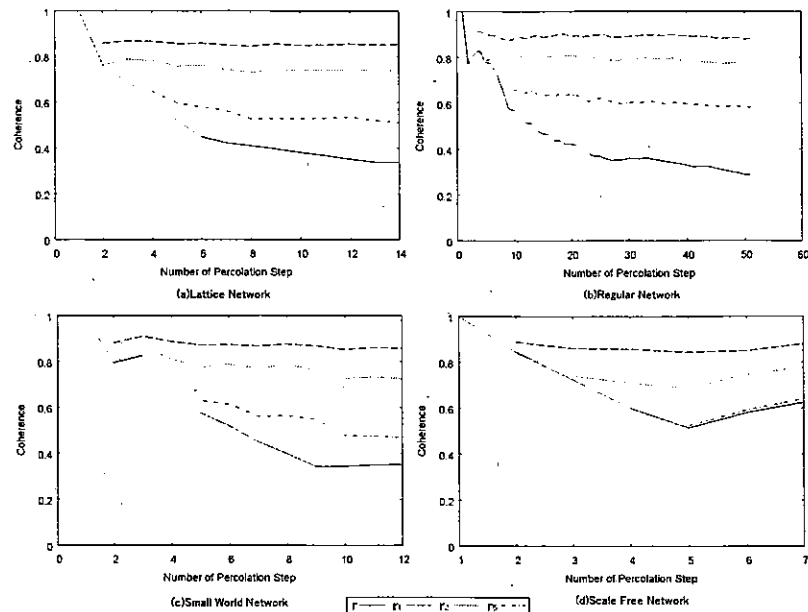 1
0.8
0.6
0.4
0.2
0
Coherence
0 2 4 6 8 10 12 14
Number of Percolation Step
(a)Lattice Network
1
0.8
0.6
0.4
0.2
0
Coherence
0 10 20 30 40 50 60
Number of Percolation Step
(b)Regular Network
1
0.8
0.6
0.4
0.2
0
Coherence
0 2 4 6 8 10 12
Number of Percolation Step
(c)Small World Network
1
0.8
0.6
0.4
0.2
0
Coherence
1 2 3 4 5 6 7
Number of Percolation Step
(d)Scale Free Network
r r₁ r₂